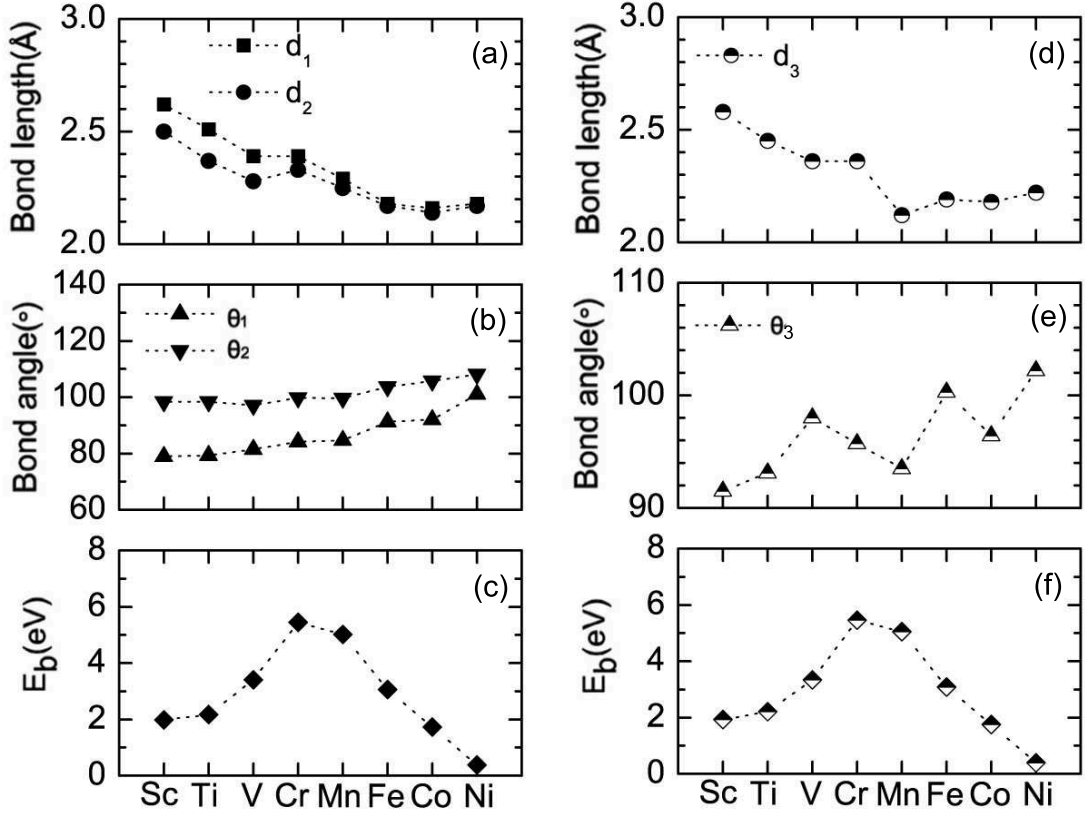 3.0
2.5
2.0
Bond length(Å)
d1
d2
(a)
3.0
2.5
2.0
Bond length(Å)
d3
(d)
140
120
100
80
60
Bond angle(°)
θ1
θ2
(b)
110
100
90
Bond angle(°)
θ3
(e)
8
6
4
2
0
Eb(eV)
(c)
Sc Ti V Cr Mn Fe Co Ni
8
6
4
2
0
Eb(eV)
(f)
Sc Ti V Cr Mn Fe Co Ni